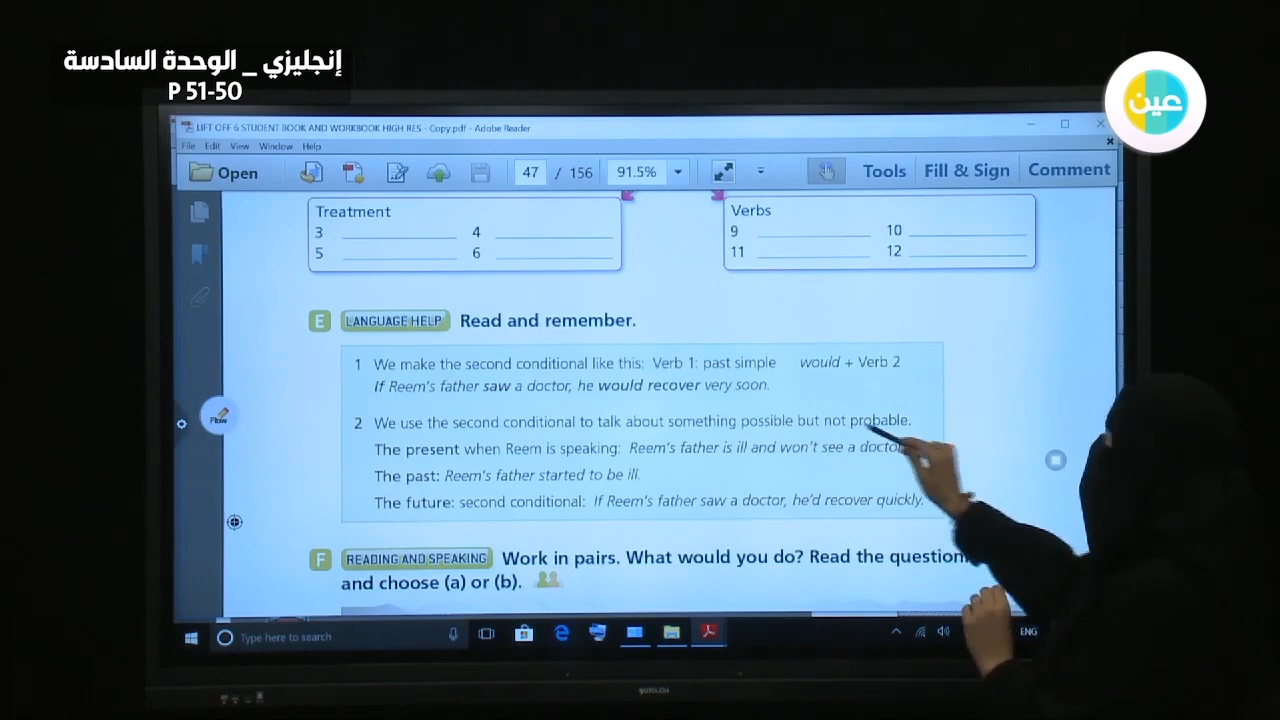 إنجليزي _ الوحدة السادسة
P 51-50
عين
LIFT OFF 6 STUDENT BOOK AND WORKBOOK HIGH RES - Copy.pdf - Adobe Reader
File Edit View Window Help
Open 47 / 156 91.5% Tools Fill & Sign Comment
Treatment
3 4
5 6
Verbs
9 10
11 12
E LANGUAGE HELP Read and remember.
1 We make the second conditional like this: Verb 1: past simple would + Verb 2
If Reem's father saw a doctor, he would recover very soon.
2 We use the second conditional to talk about something possible but not probable.
The present when Reem is speaking: Reem's father is ill and won't see a doctor
The past: Reem's father started to be ill.
The future: second conditional: If Reem's father saw a doctor, he'd recover quickly.
F READING AND SPEAKING Work in pairs. What would you do? Read the question
and choose (a) or (b).
Flow
Type here to search
ENG